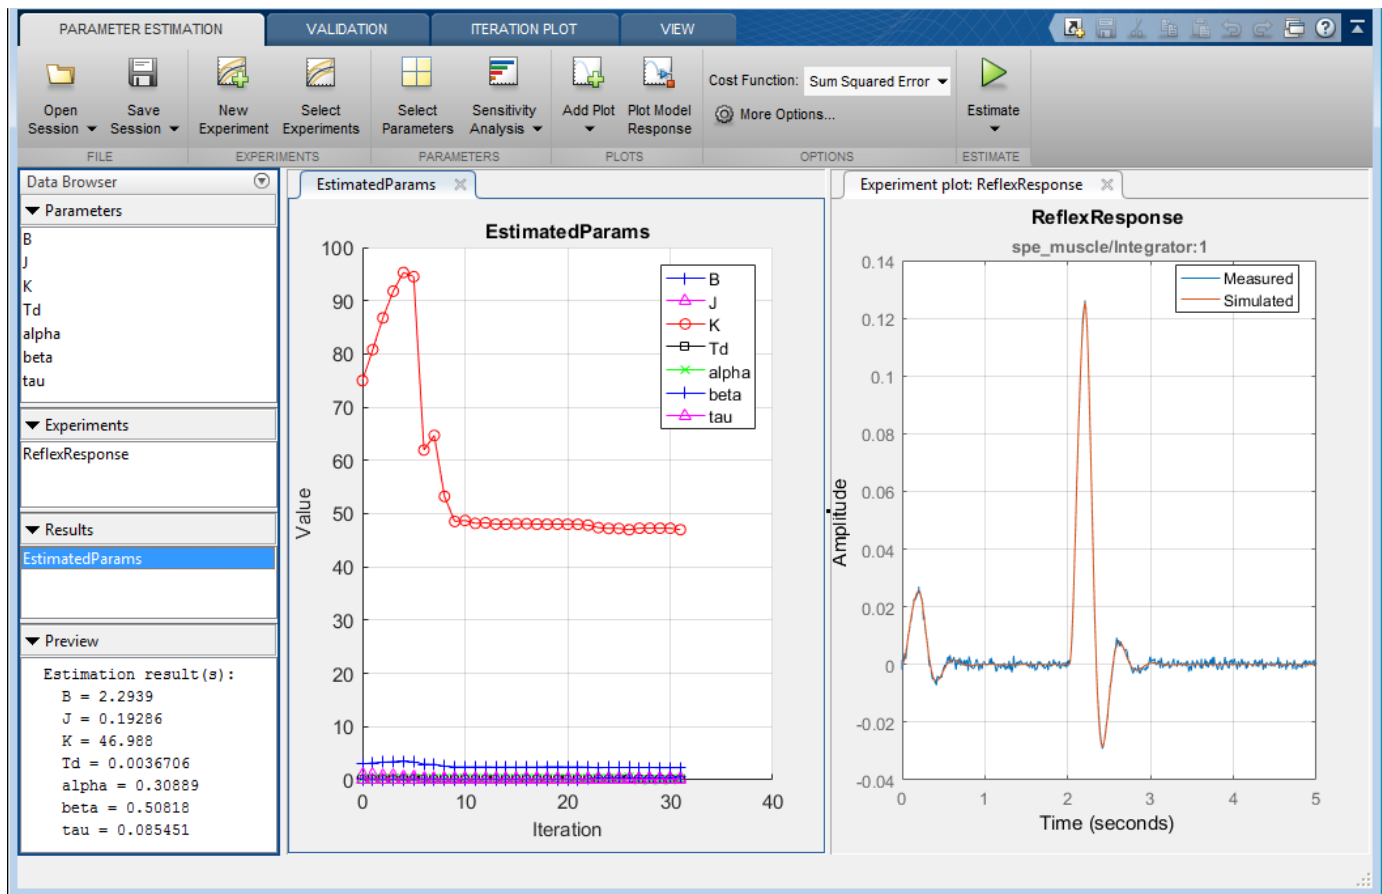 PARAMETER ESTIMATION VALIDATION ITERATION PLOT VIEW
Open Session
Save Session
New Experiment
Select Experiments
Select Parameters
Sensitivity Analysis
Add Plot
Plot Model Response
Cost Function: Sum Squared Error
More Options...
Estimate
FILE EXPERIMENTS PARAMETERS PLOTS OPTIONS ESTIMATE
Data Browser
Parameters
B
J
K
Td
alpha
beta
tau
Experiments
ReflexResponse
Results
EstimatedParams
Preview
Estimation result(s):
B = 2.2939
J = 0.19286
K = 46.988
Td = 0.0036706
alpha = 0.30889
beta = 0.50818
tau = 0.085451
EstimatedParams
EstimatedParams
100
90
80
70
60
50
40
30
20
10
0
Value
0 10 20 30 40
Iteration
B
J
K
Td
alpha
beta
tau
Experiment plot: ReflexResponse
ReflexResponse
spe_muscle/Integrator:1
0.14
0.12
0.1
0.08
0.06
0.04
0.02
0
-0.02
-0.04
Amplitude
0 1 2 3 4 5
Time (seconds)
Measured
Simulated